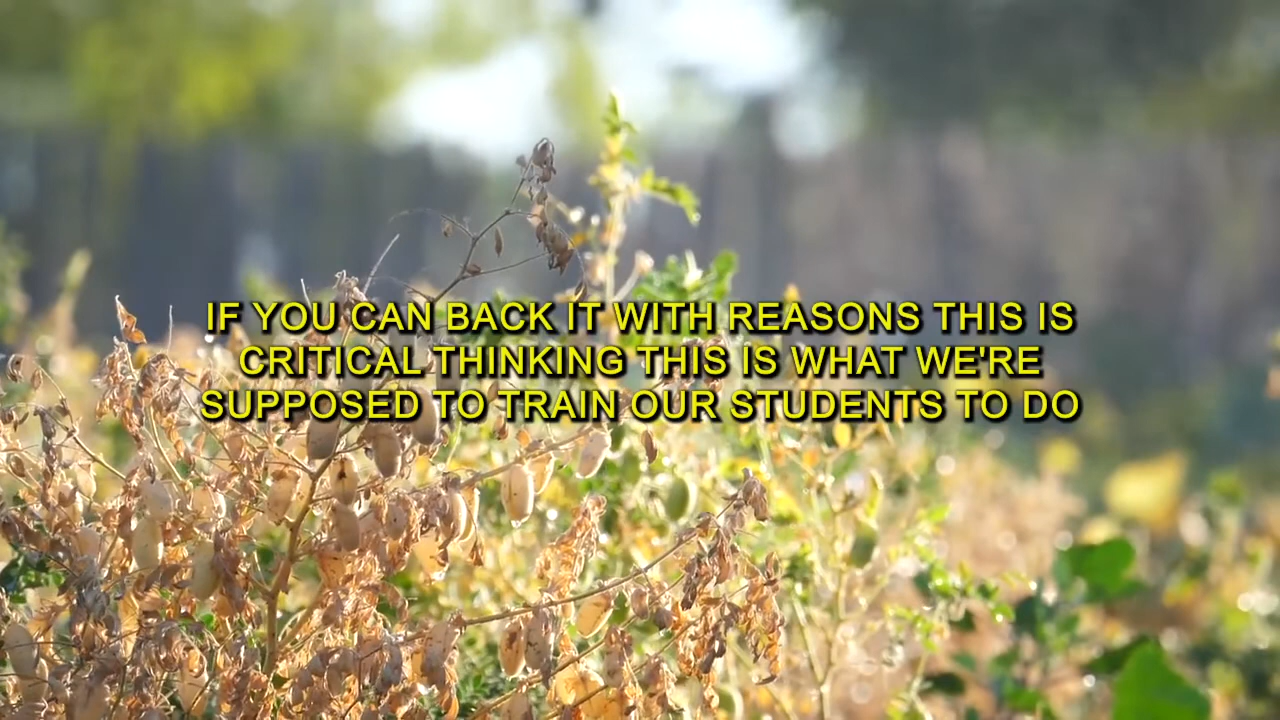 IF YOU CAN BACK IT WITH REASONS THIS IS
CRITICAL THINKING THIS IS WHAT WE'RE
SUPPOSED TO TRAIN OUR STUDENTS TO DO